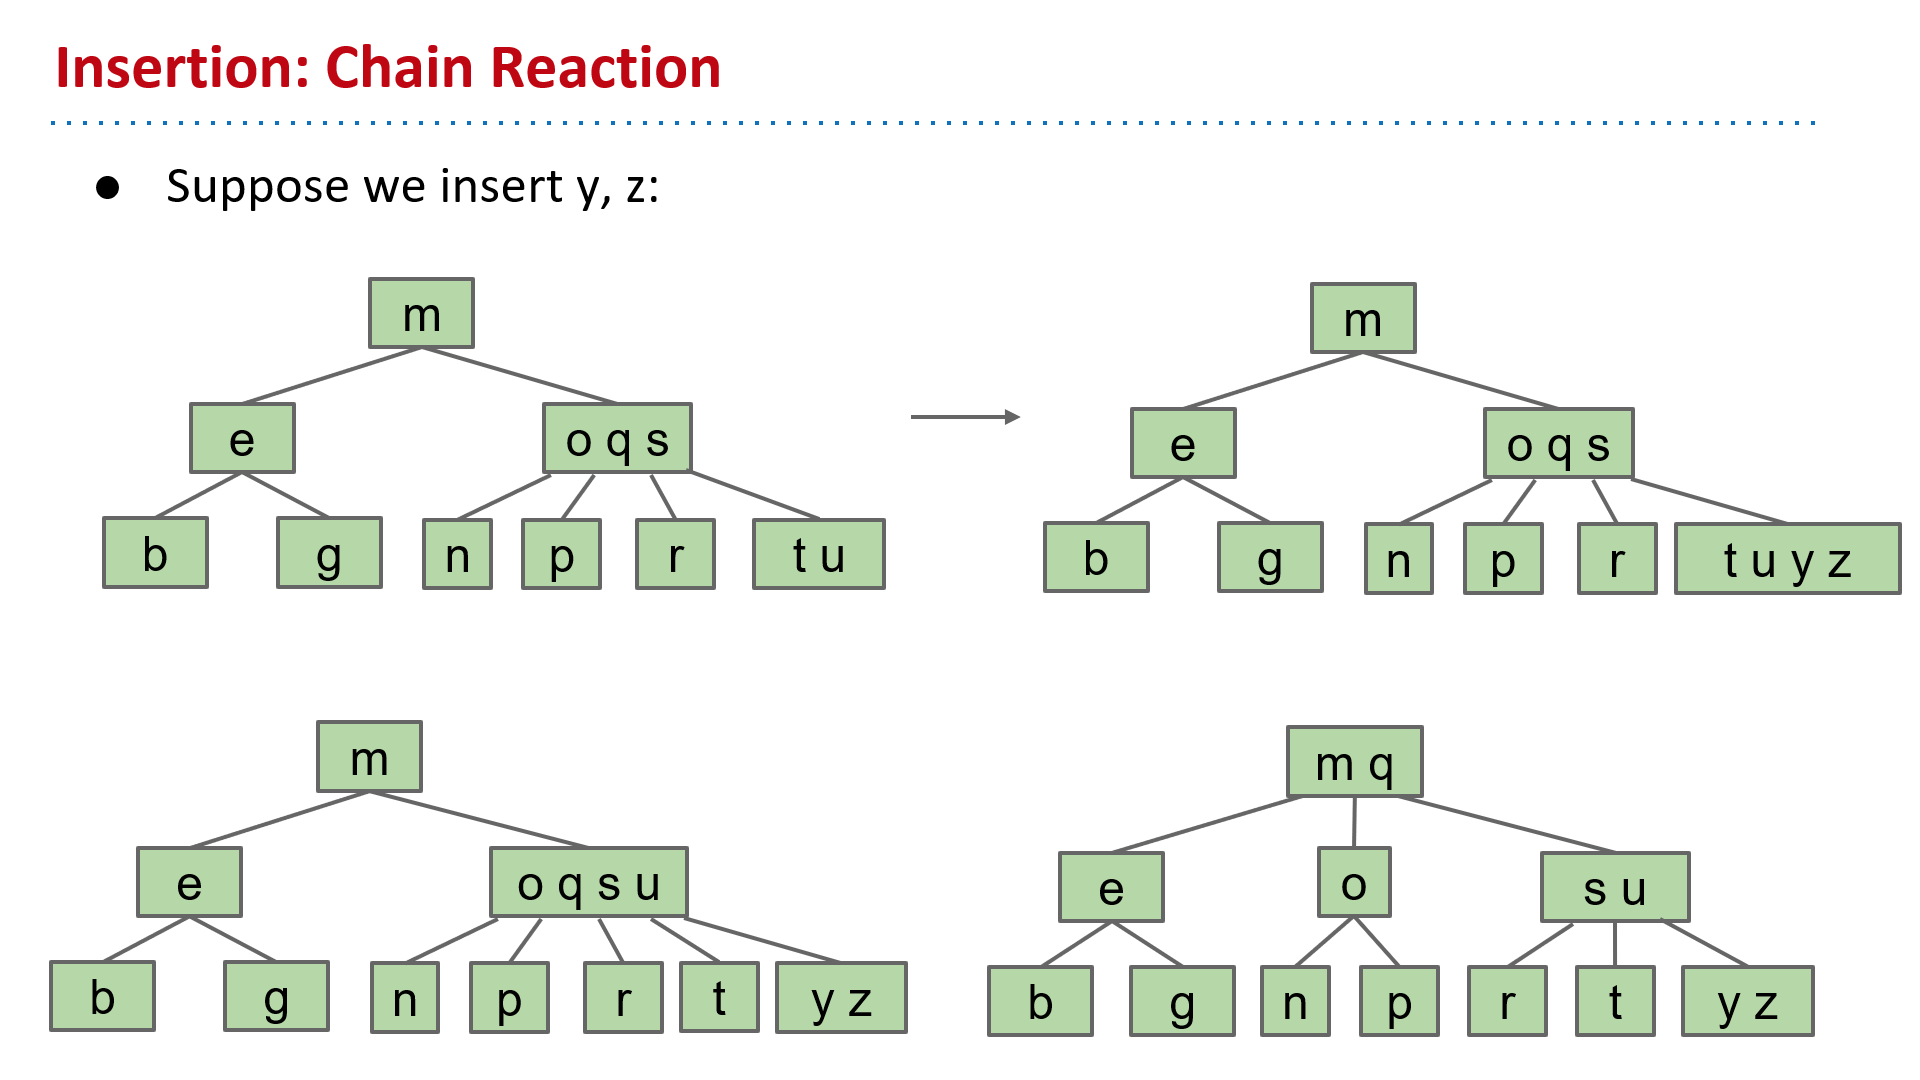 Insertion: Chain Reaction
● Suppose we insert y, z:
m
e
o q s
b
g
n
p
r
t u
m
e
o q s
b
g
n
p
r
t u y z
m
e
o q s u
b
g
n
p
r
t
y z
m q
e
o
s u
b
g
n
p
r
t
y z